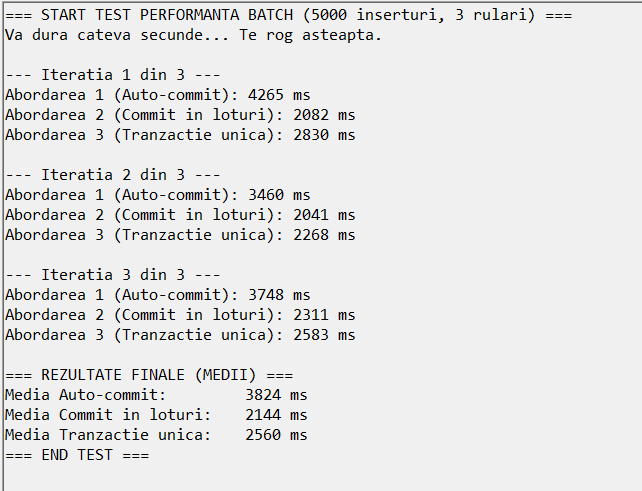 === START TEST PERFORMANTA BATCH (5000 inserturi, 3 rulari) ===
Va dura cateva secunde... Te rog asteapta.
--- Iteratia 1 din 3 ---
Abordarea 1 (Auto-commit): 4265 ms
Abordarea 2 (Commit in loturi): 2082 ms
Abordarea 3 (Tranzactie unica): 2830 ms
--- Iteratia 2 din 3 ---
Abordarea 1 (Auto-commit): 3460 ms
Abordarea 2 (Commit in loturi): 2041 ms
Abordarea 3 (Tranzactie unica): 2268 ms
--- Iteratia 3 din 3 ---
Abordarea 1 (Auto-commit): 3748 ms
Abordarea 2 (Commit in loturi): 2311 ms
Abordarea 3 (Tranzactie unica): 2583 ms
=== REZULTATE FINALE (MEDII) ===
Media Auto-commit: 3824 ms
Media Commit in loturi: 2144 ms
Media Tranzactie unica: 2560 ms
=== END TEST ===